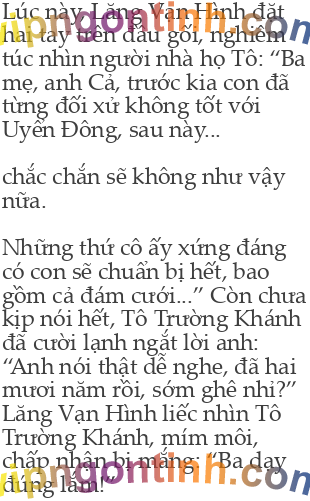 Lúc này, Lăng Vạn Hình đặt
hai tay trên đầu gối, nghiêm
túc nhìn người nhà họ Tô: “Ba
mẹ, anh Cả, trước kia con đã
từng đối xử không tốt với
Uyển Đông, sau này...
chắc chắn sẽ không như vậy
nữa.
Những thứ cô ấy xứng đáng
có con sẽ chuẩn bị hết, bao
gồm cả đám cưới...” Còn chưa
kịp nói hết, Tô Trường Khánh
đã cười lạnh ngắt lời anh:
“Anh nói thật dễ nghe, đã hai
mươi năm rồi, sớm ghê nhỉ?”
Lăng Vạn Hình liếc nhìn Tô
Trường Khánh, mím môi,
chấp nhận bị mắng: “Ba dạy
đúng lắm!”
vipngontinh.com
vipngontinh.com